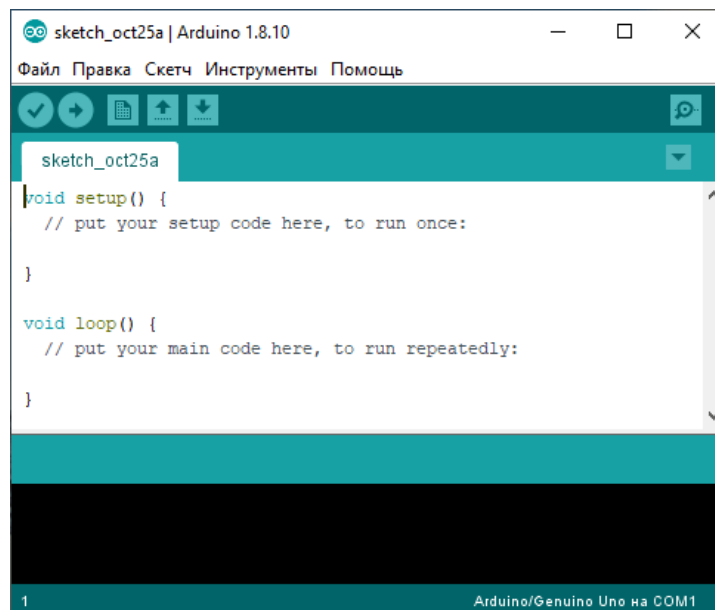 sketch_oct25a | Arduino 1.8.10
Файл Правка Скетч Инструменты Помощь
sketch_oct25a
void setup() {
  // put your setup code here, to run once:
}
void loop() {
  // put your main code here, to run repeatedly:
}
1 Arduino/Genuino Uno на COM1